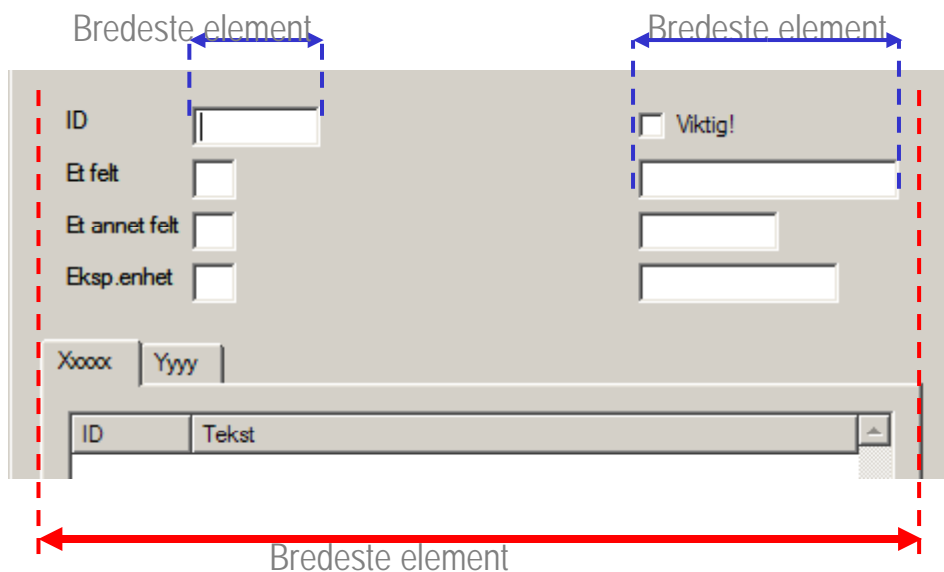 Bredeste element Bredeste element
ID Viktig!
Et felt
Et annet felt
Eksp.enhet
Xxxxx Yyyy
ID Tekst
Bredeste element